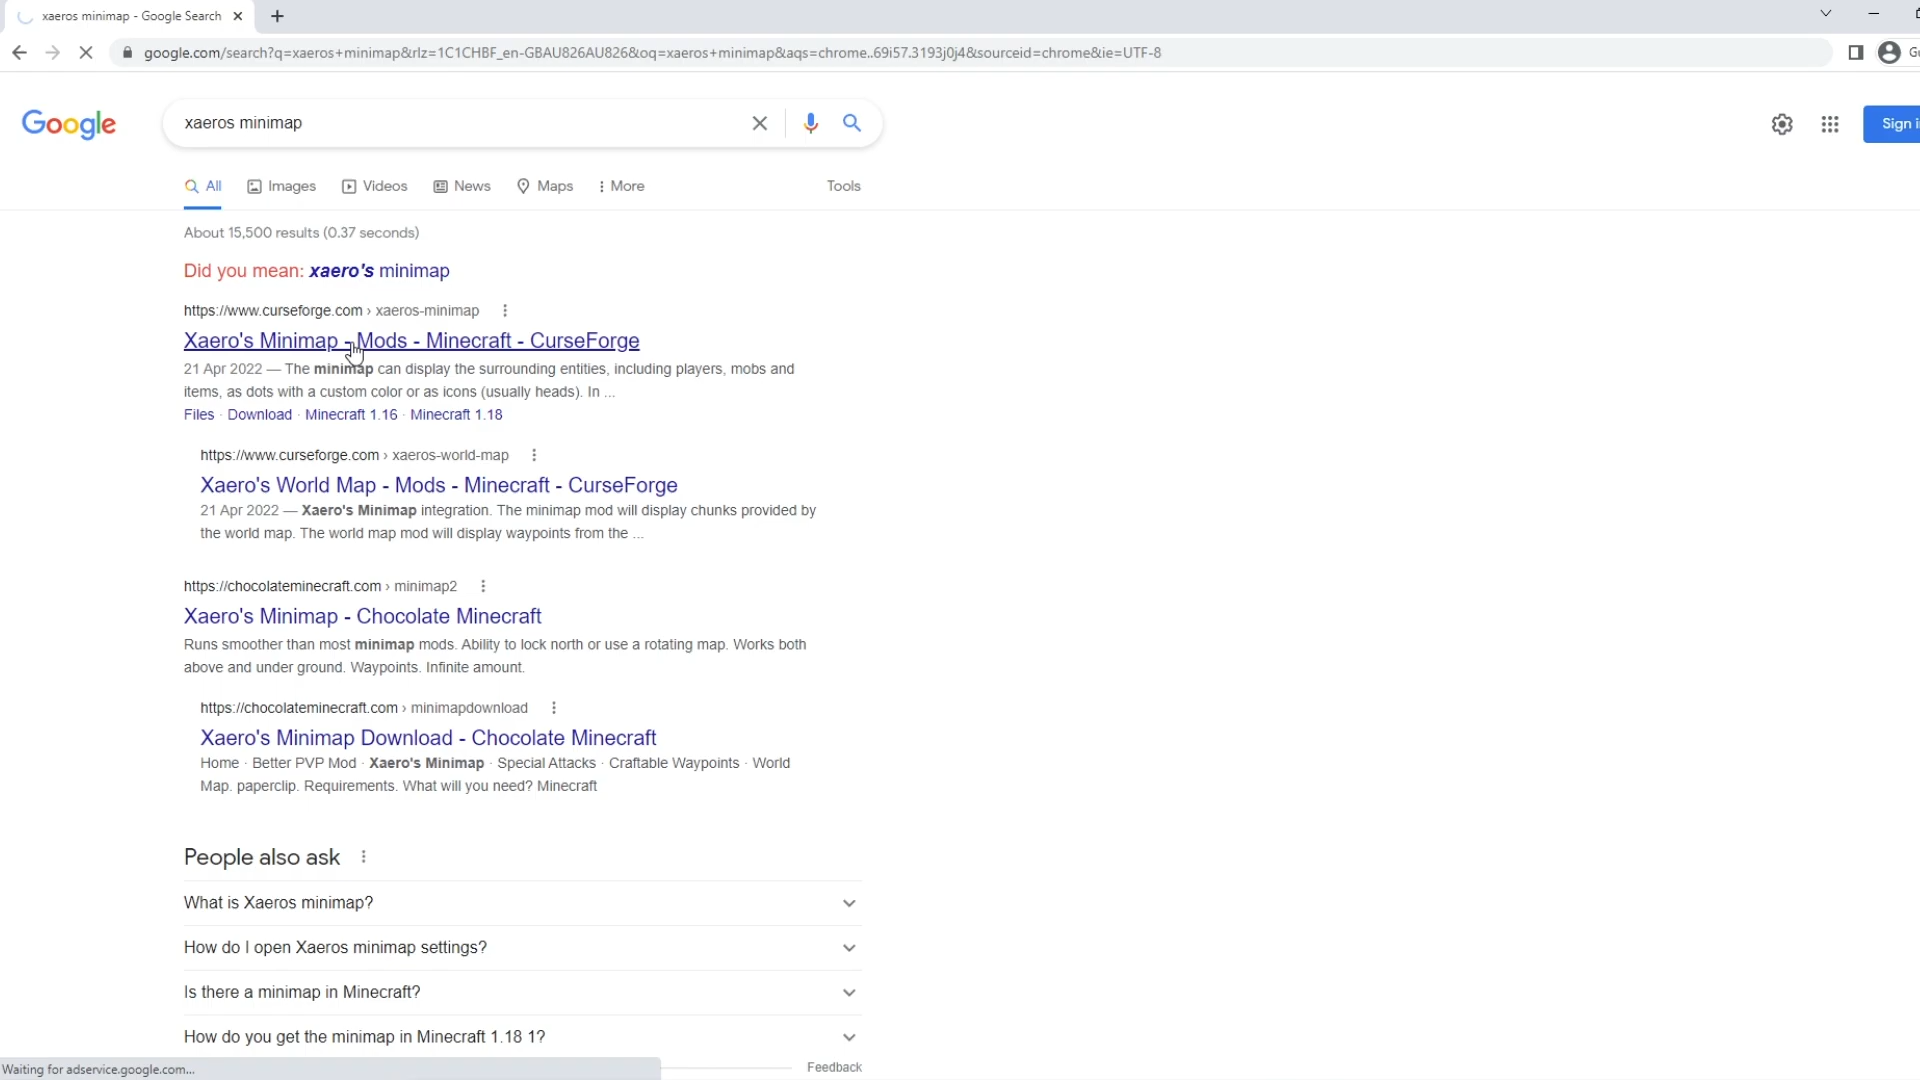 xaeros minimap - Google Search
google.com/search?q=xaeros+minimap&rlz=1C1CHBF_en-GBAU826AU826&oq=xaeros+minimap&aqs=chrome..69i57.3193j0j4&sourceid=chrome&ie=UTF-8
Google
xaeros minimap
All Images Videos News Maps More Tools
About 15,500 results (0.37 seconds)
Did you mean: xaero's minimap
https://www.curseforge.com › xaeros-minimap
Xaero's Minimap - Mods - Minecraft - CurseForge
21 Apr 2022 — The minimap can display the surrounding entities, including players, mobs and
items, as dots with a custom color or as icons (usually heads). In ...
Files · Download · Minecraft 1.16 · Minecraft 1.18
https://www.curseforge.com › xaeros-world-map
Xaero's World Map - Mods - Minecraft - CurseForge
21 Apr 2022 — Xaero's Minimap integration. The minimap mod will display chunks provided by
the world map. The world map mod will display waypoints from the ...
https://chocolateminecraft.com › minimap2
Xaero's Minimap - Chocolate Minecraft
Runs smoother than most minimap mods. Ability to lock north or use a rotating map. Works both
above and under ground. Waypoints. Infinite amount.
https://chocolateminecraft.com › minimapdownload
Xaero's Minimap Download - Chocolate Minecraft
Home · Better PVP Mod · Xaero's Minimap · Special Attacks · Craftable Waypoints · World
Map. paperclip. Requirements. What will you need? Minecraft
People also ask
What is Xaeros minimap?
How do I open Xaeros minimap settings?
Is there a minimap in Minecraft?
How do you get the minimap in Minecraft 1.18 1?
Feedback
Waiting for adservice.google.com...